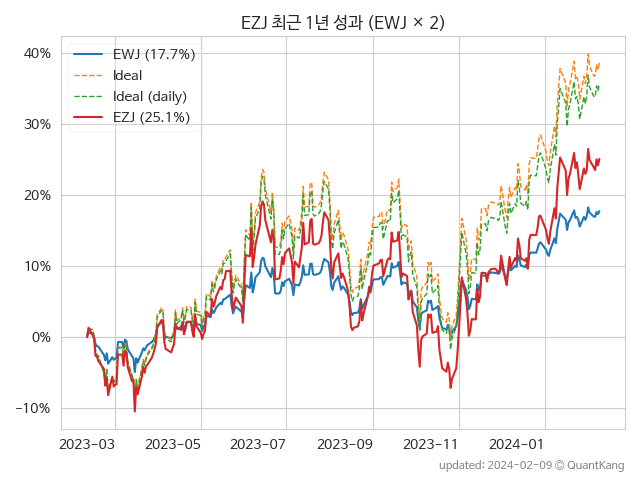 EZJ 최근 1년 성과 (EWJ × 2)
EWJ (17.7%)
Ideal
Ideal (daily)
EZJ (25.1%)
40%
30%
20%
10%
0%
−10%
2023-03 2023-05 2023-07 2023-09 2023-11 2024-01
updated: 2024-02-09 © QuantKang